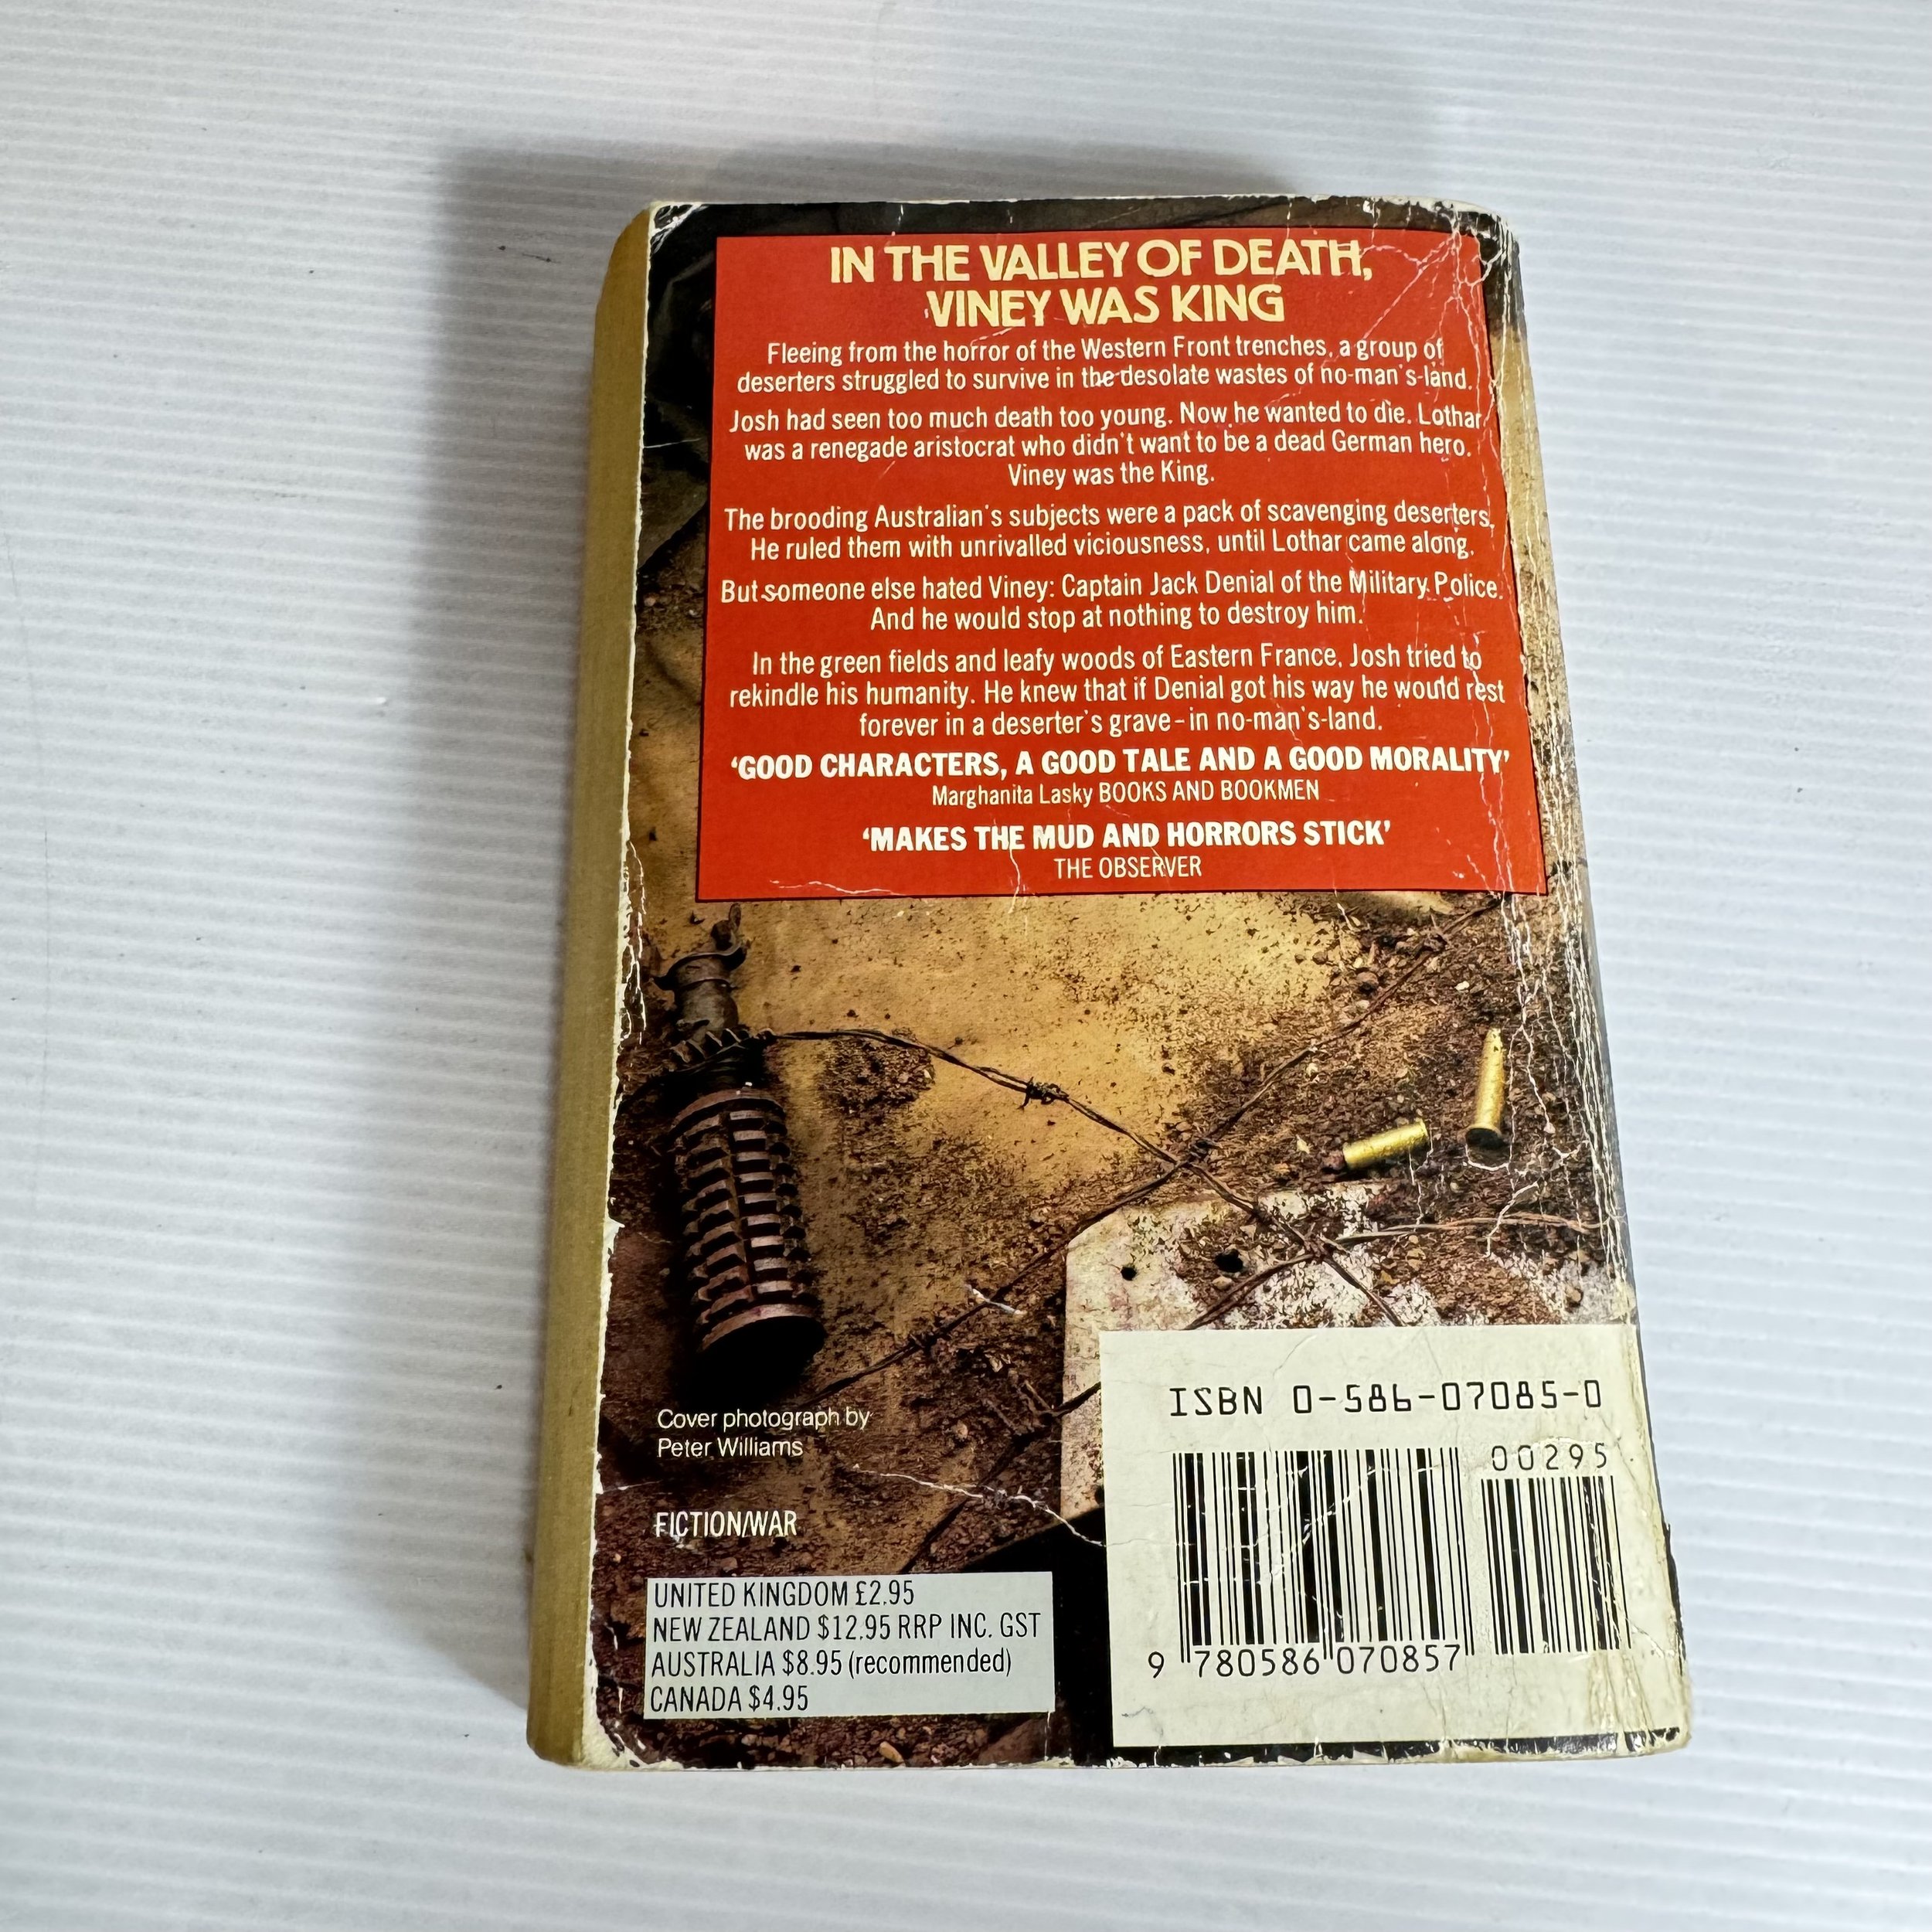 IN THE VALLEY OF DEATH,
VINEY WAS KING
Fleeing from the horror of the Western Front trenches, a group of
deserters struggled to survive in the desolate wastes of no-man's-land.
Josh had seen too much death too young. Now he wanted to die. Lothar
was a renegade aristocrat who didn't want to be a dead German hero.
Viney was the King.
The brooding Australian's subjects were a pack of scavenging deserters.
He ruled them with unrivalled viciousness, until Lothar came along.
But someone else hated Viney: Captain Jack Denial of the Military Police.
And he would stop at nothing to destroy him.
In the green fields and leafy woods of Eastern France, Josh tried to
rekindle his humanity. He knew that if Denial got his way he would rest
forever in a deserter's grave – in no-man's-land.
'GOOD CHARACTERS, A GOOD TALE AND A GOOD MORALITY'
Marghanita Lasky BOOKS AND BOOKMEN
'MAKES THE MUD AND HORRORS STICK'
THE OBSERVER
Cover photograph by
Peter Williams
FICTION/WAR
UNITED KINGDOM £2.95
NEW ZEALAND $12.95 RRP INC. GST
AUSTRALIA $8.95 (recommended)
CANADA $4.95
ISBN 0-586-07085-0
00295
9 780586 070857